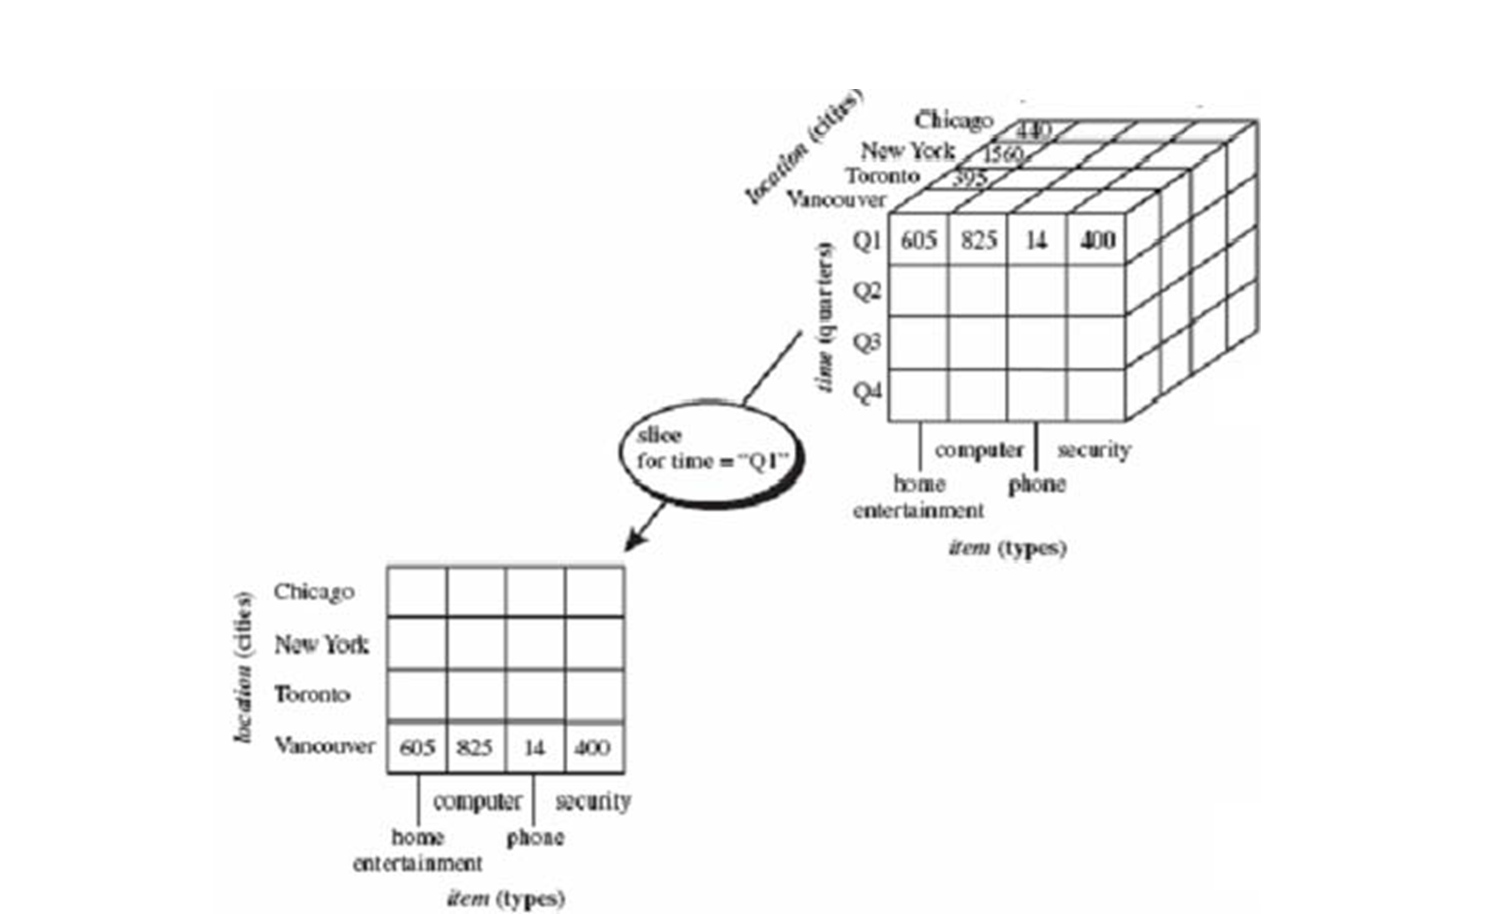 location (cities)
Chicago
440
New York
1560
Toronto
395
Vancouver
time (quarters)
Q1 605 825 14 400
Q2
Q3
Q4
computer security
home phone
entertainment
item (types)
slice
for time = "Q1"
location (cities)
Chicago
New York
Toronto
Vancouver 605 825 14 400
computer security
home phone
entertainment
item (types)